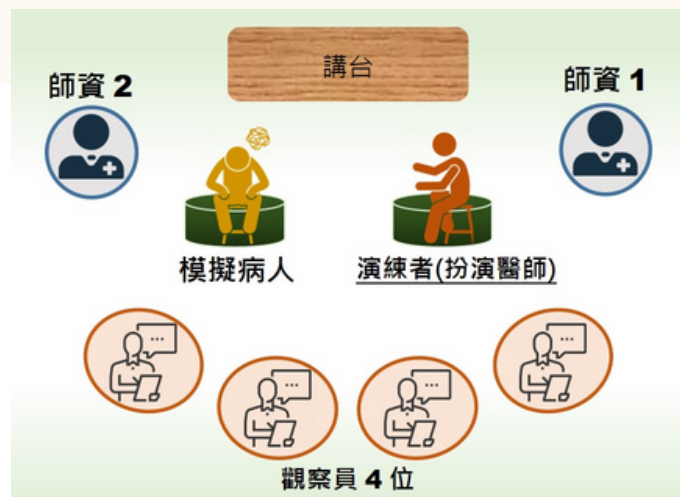 講台
師資 2
師資 1
模擬病人
演練者(扮演醫師)
觀察員 4 位